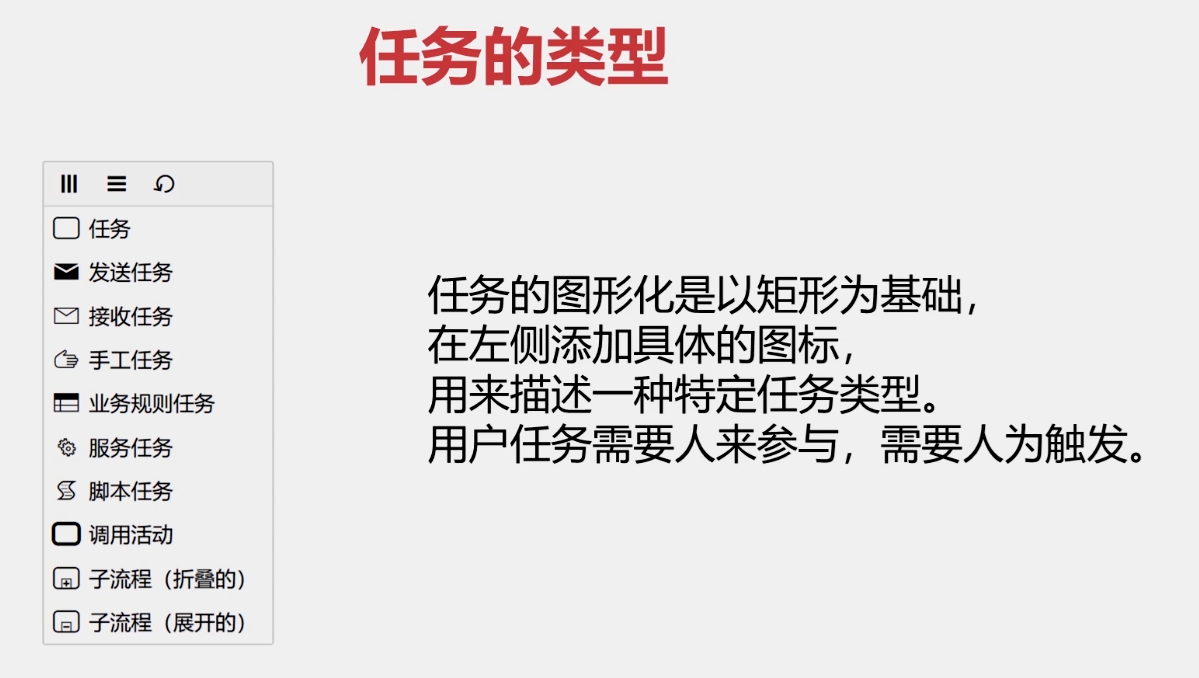 任务的类型
任务
发送任务
接收任务
手工任务
业务规则任务
服务任务
脚本任务
调用活动
子流程（折叠的）
子流程（展开的）
任务的图形化是以矩形为基础，
在左侧添加具体的图标，
用来描述一种特定任务类型。
用户任务需要人来参与，需要人为触发。